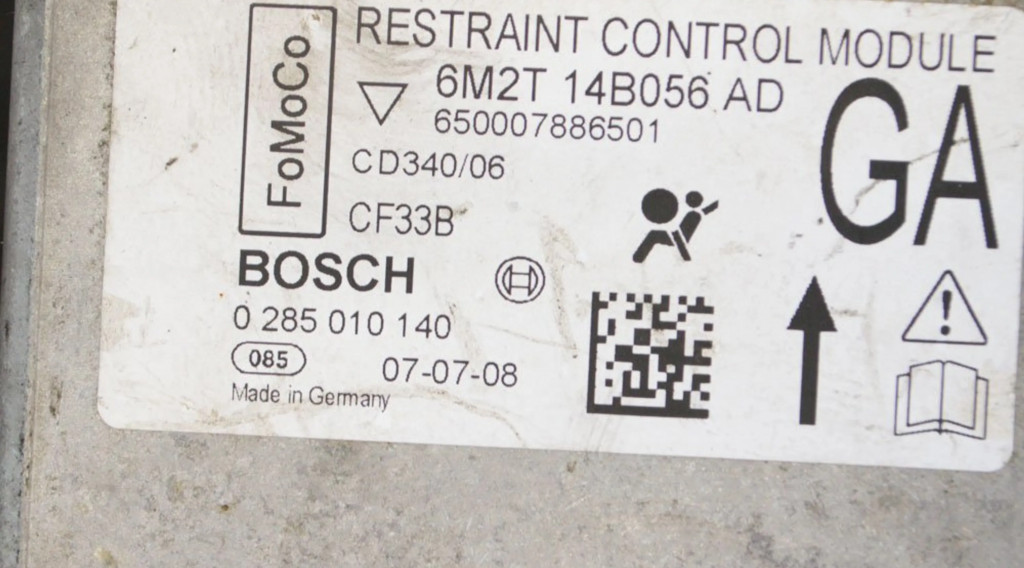 FoMoCo
RESTRAINT CONTROL MODULE
6M2T 14B056 AD
650007886501
GA
CD340/06
CF33B
BOSCH
0 285 010 140
085
07-07-08
Made in Germany